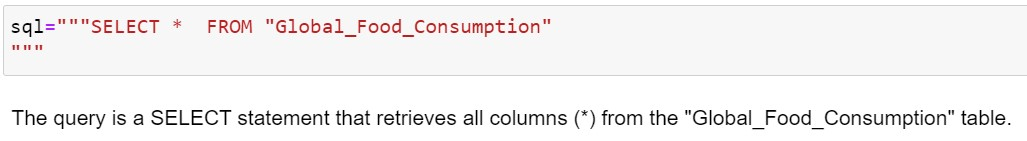 sql="""SELECT *  FROM "Global_Food_Consumption"
"""
The query is a SELECT statement that retrieves all columns (*) from the "Global_Food_Consumption" table.